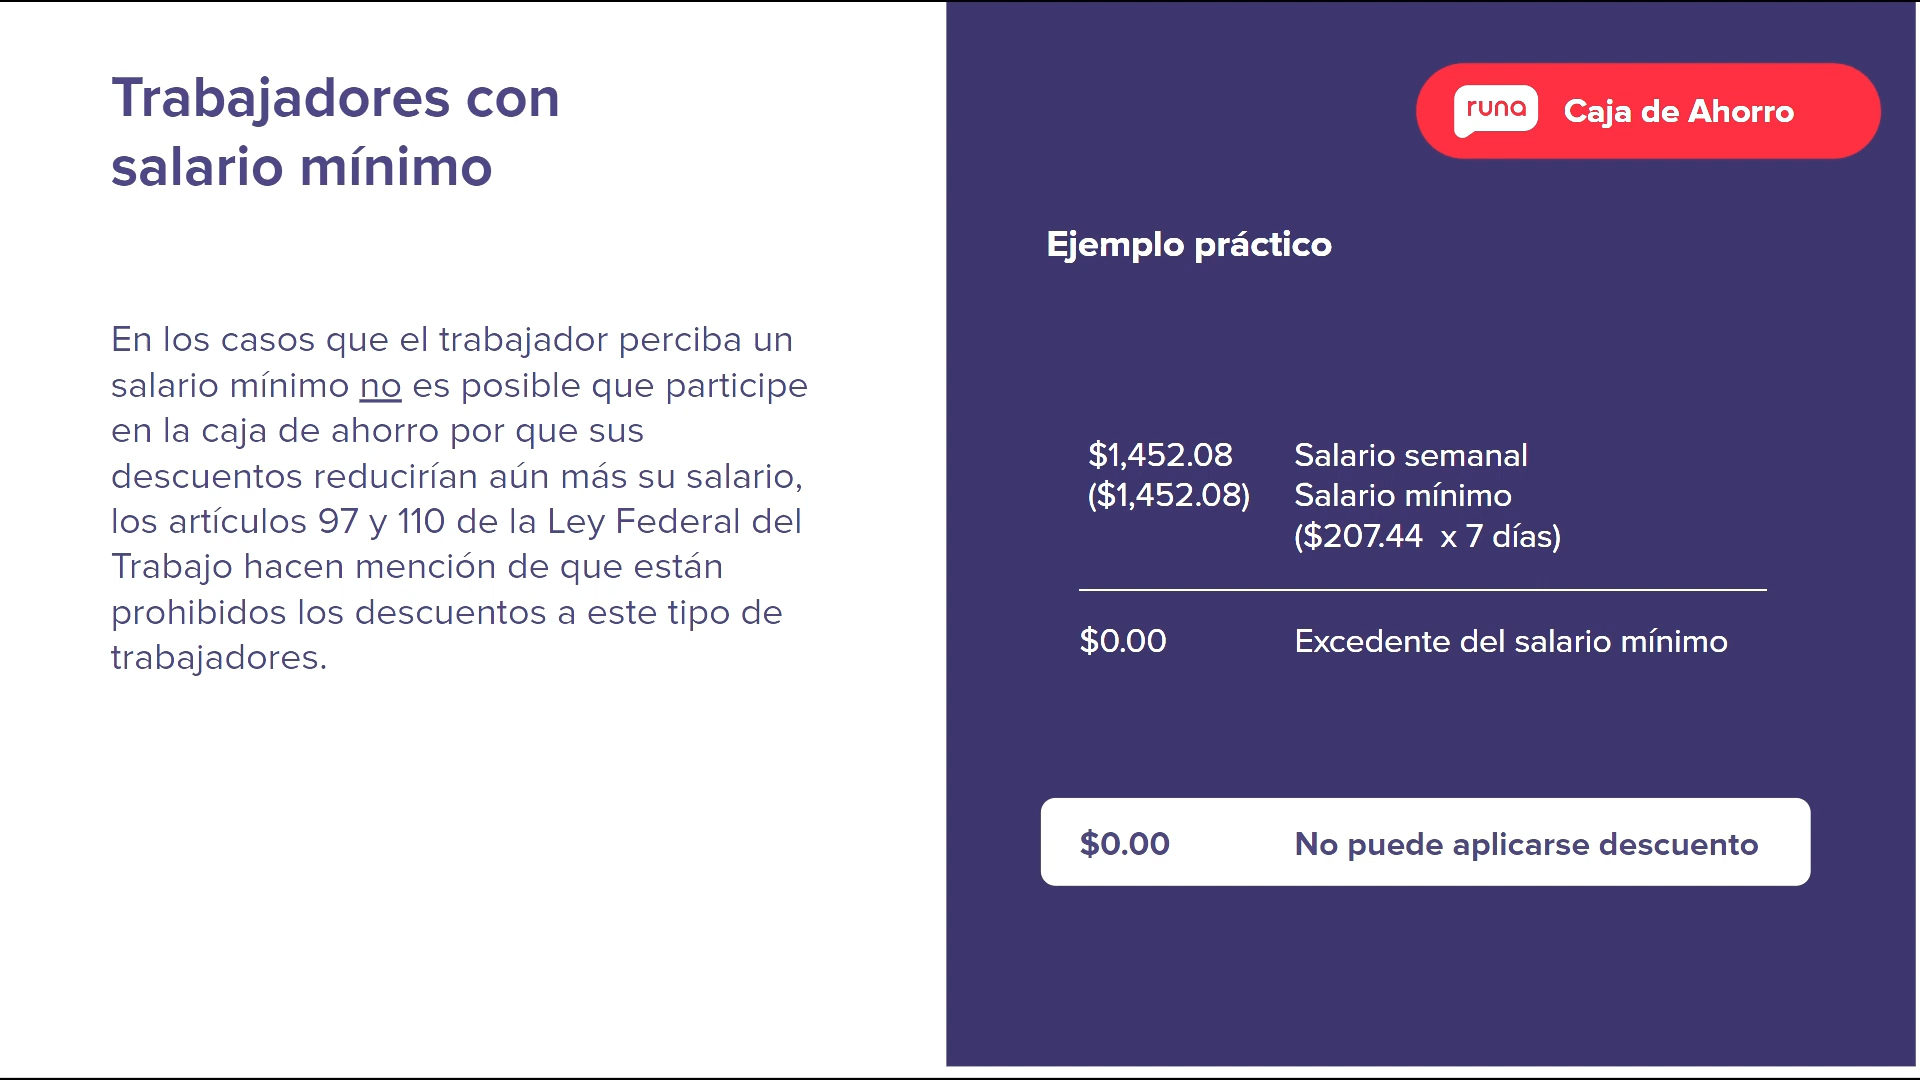 Trabajadores con
salario mínimo
En los casos que el trabajador perciba un
salario mínimo no es posible que participe
en la caja de ahorro por que sus
descuentos reducirían aún más su salario,
los artículos 97 y 110 de la Ley Federal del
Trabajo hacen mención de que están
prohibidos los descuentos a este tipo de
trabajadores.
runa Caja de Ahorro
Ejemplo práctico
$1,452.08 Salario semanal
($1,452.08) Salario mínimo
($207.44 x 7 días)
$0.00 Excedente del salario mínimo
$0.00 No puede aplicarse descuento